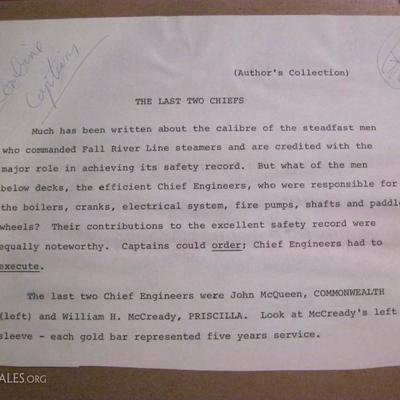 Combine
Captions
(Author's Collection)
THE LAST TWO CHIEFS
Much has been written about the calibre of the steadfast men
who commanded Fall River Line steamers and are credited with the
major role in achieving its safety record. But what of the men
below decks, the efficient Chief Engineers, who were responsible for
the boilers, cranks, electrical system, fire pumps, shafts and paddle
wheels? Their contributions to the excellent safety record were
equally noteworthy. Captains could order; Chief Engineers had to
execute.
The last two Chief Engineers were John McQueen, COMMONWEALTH
(left) and William H. McCready, PRISCILLA. Look at McCready's left
sleeve - each gold bar represented five years service.
ALES.ORG